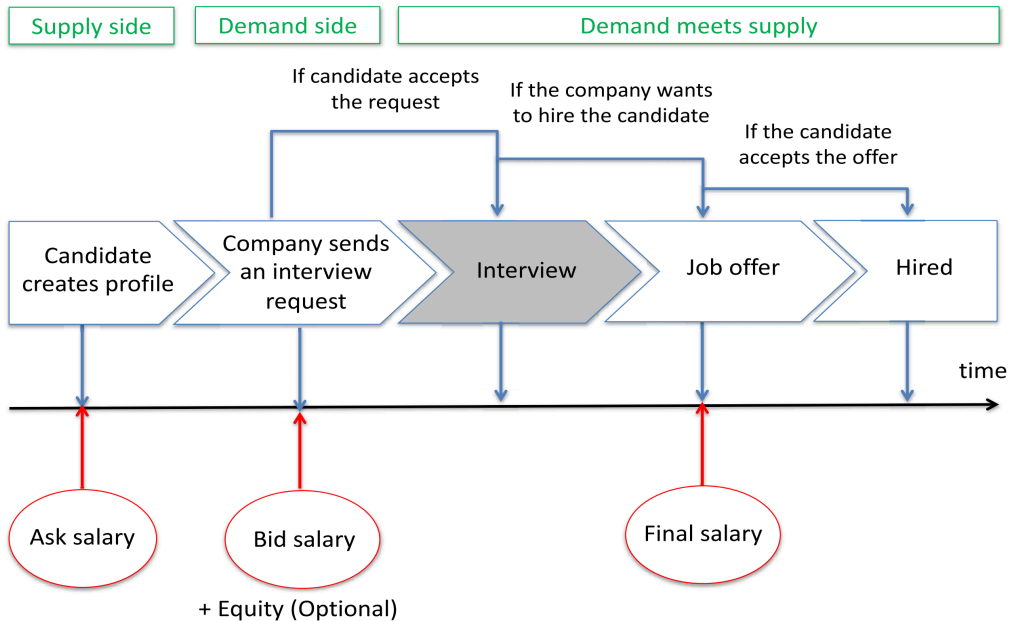 Supply side
Demand side
Demand meets supply
If candidate accepts
the request
If the company wants
to hire the candidate
If the candidate
accepts the offer
Candidate
creates profile
Company sends
an interview
request
Interview
Job offer
Hired
time
Ask salary
Bid salary
Final salary
+ Equity (Optional)